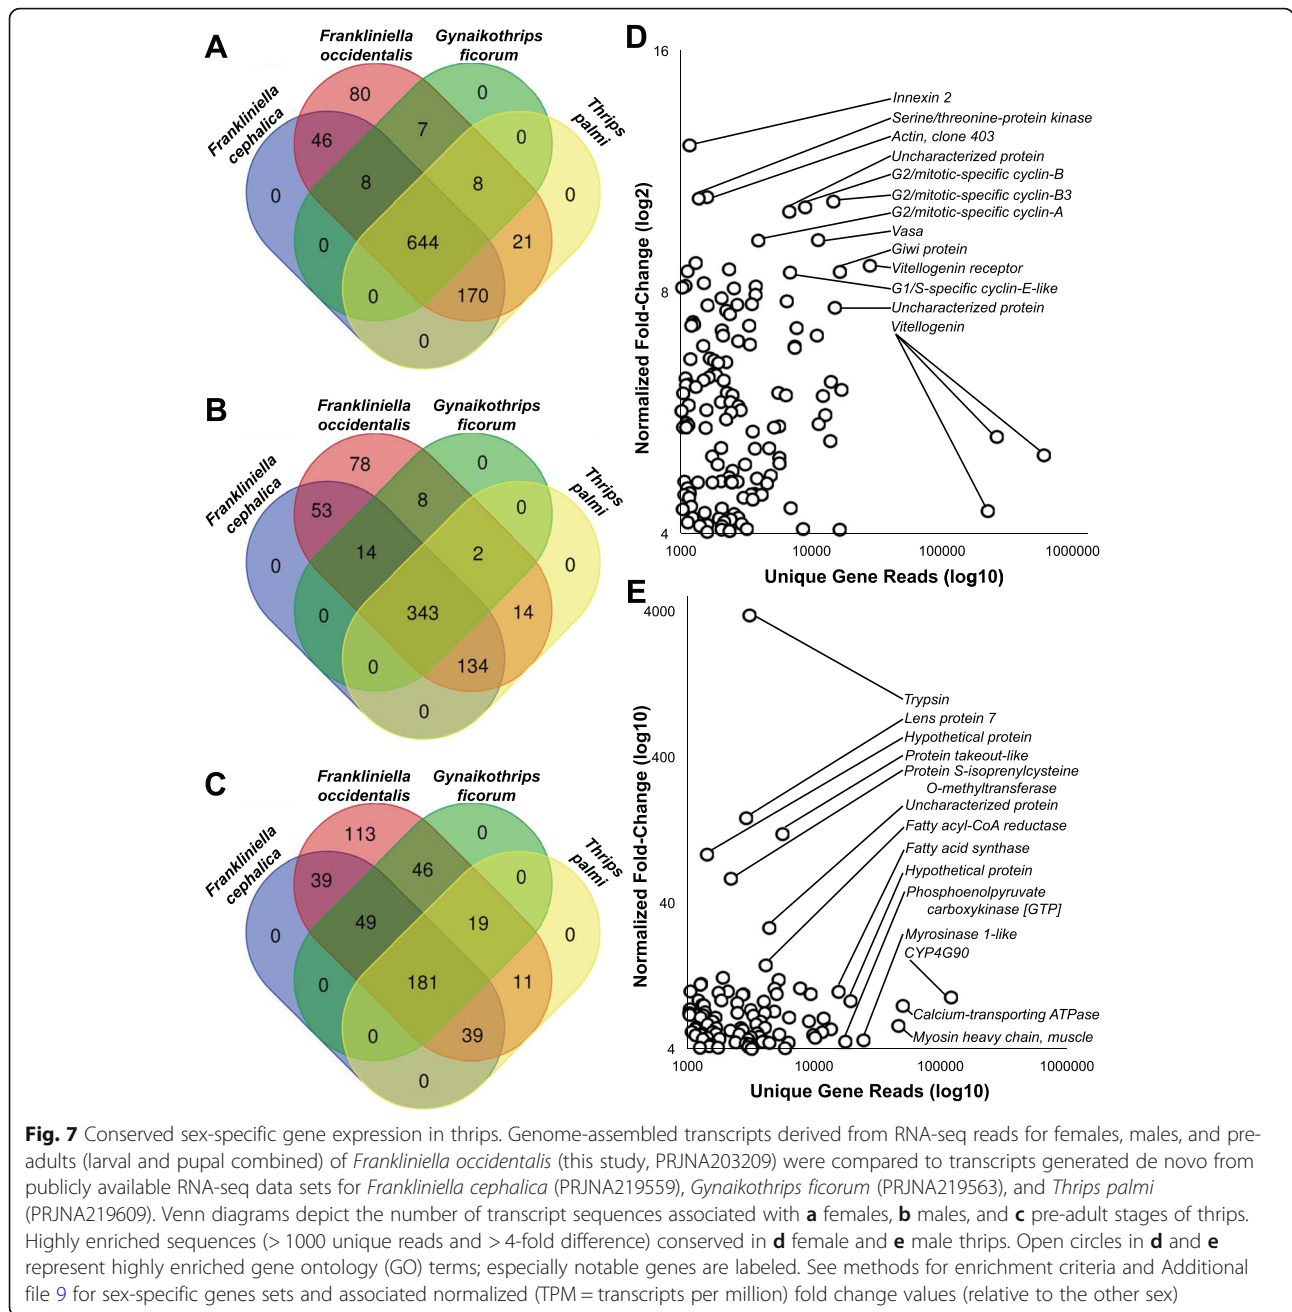 A
Frankliniella
occidentalis
Gynaikothrips
ficorum
Frankliniella
cephalica
Thrips
palmi
80
0
46
7
0
0
8
8
0
0
644
21
0
170
0
B
Frankliniella
occidentalis
Gynaikothrips
ficorum
Frankliniella
cephalica
Thrips
palmi
78
0
53
8
0
0
14
2
0
0
343
14
0
134
0
C
Frankliniella
occidentalis
Gynaikothrips
ficorum
Frankliniella
cephalica
Thrips
palmi
113
0
39
46
0
0
49
19
0
0
181
11
0
39
0
D
16
8
4
Normalized Fold-Change (log2)
Innexin 2
Serine/threonine-protein kinase
Actin, clone 403
Uncharacterized protein
G2/mitotic-specific cyclin-B
G2/mitotic-specific cyclin-B3
G2/mitotic-specific cyclin-A
Vasa
Giwi protein
Vitellogenin receptor
G1/S-specific cyclin-E-like
Uncharacterized protein
Vitellogenin
1000 10000 100000 1000000
Unique Gene Reads (log10)
E
4000
400
40
4
Normalized Fold-Change (log10)
Trypsin
Lens protein 7
Hypothetical protein
Protein takeout-like
Protein S-isoprenylcysteine
O-methyltransferase
Uncharacterized protein
Fatty acyl-CoA reductase
Fatty acid synthase
Hypothetical protein
Phosphoenolpyruvate
carboxykinase [GTP]
Myrosinase 1-like
CYP4G90
Calcium-transporting ATPase
Myosin heavy chain, muscle
1000 10000 100000 1000000
Unique Gene Reads (log10)
Fig. 7 Conserved sex-specific gene expression in thrips. Genome-assembled transcripts derived from RNA-seq reads for females, males, and pre-
adults (larval and pupal combined) of Frankliniella occidentalis (this study, PRJNA203209) were compared to transcripts generated de novo from
publicly available RNA-seq data sets for Frankliniella cephalica (PRJNA219559), Gynaikothrips ficorum (PRJNA219563), and Thrips palmi
(PRJNA219609). Venn diagrams depict the number of transcript sequences associated with a females, b males, and c pre-adult stages of thrips.
Highly enriched sequences (> 1000 unique reads and > 4-fold difference) conserved in d female and e male thrips. Open circles in d and e
represent highly enriched gene ontology (GO) terms; especially notable genes are labeled. See methods for enrichment criteria and Additional
file 9 for sex-specific genes sets and associated normalized (TPM = transcripts per million) fold change values (relative to the other sex)